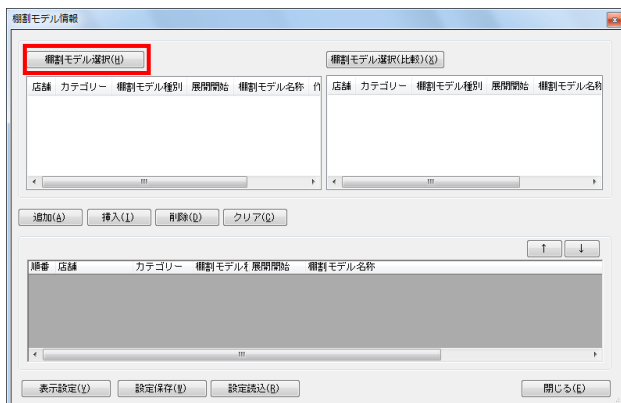 棚割モデル情報
棚割モデル選択(H)
棚割モデル選択(比較)(X)
店舗 カテゴリー 棚割モデル種別 展開開始 棚割モデル名称
店舗 カテゴリー 棚割モデル種別 展開開始 棚割モデル名称
追加(A) 挿入(I) 削除(D) クリア(C)
↑ ↓
順番 店舗 カテゴリー 棚割モデル 展開開始 棚割モデル名称
表示設定(V) 設定保存(W) 設定読込(R) 閉じる(E)